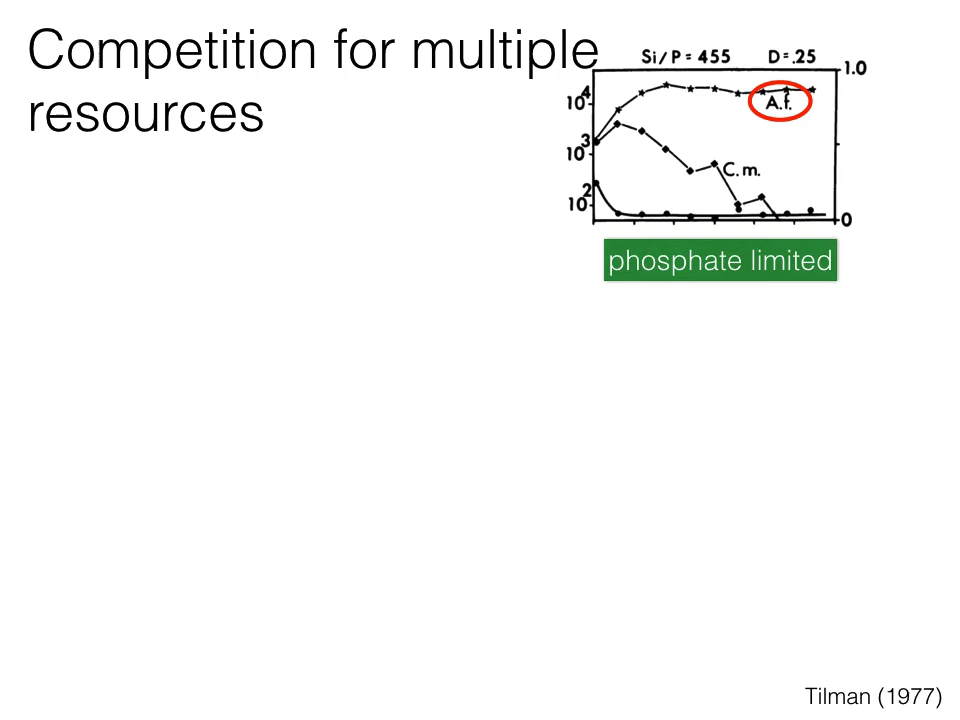 Competition for multiple
resources
Si/P = 455 D = .25
1.0
10⁴
A.f.
10³
C.m.
10²
0
phosphate limited
Tilman (1977)